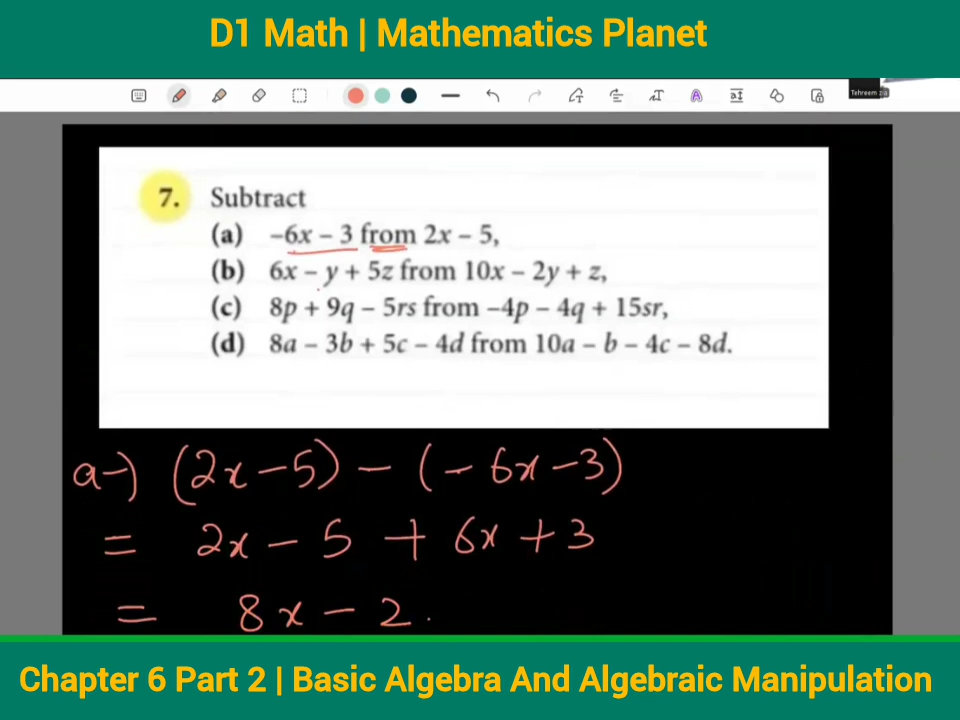 D1 Math | Mathematics Planet
Tehreem
7. Subtract
(a) –6x – 3 from 2x – 5,
(b) 6x – y + 5z from 10x – 2y + z,
(c) 8p + 9q – 5rs from –4p – 4q + 15sr,
(d) 8a – 3b + 5c – 4d from 10a – b – 4c – 8d.
a-) (2x – 5) – (– 6x – 3)
= 2x – 5 + 6x + 3
= 8x – 2.
Chapter 6 Part 2 | Basic Algebra And Algebraic Manipulation